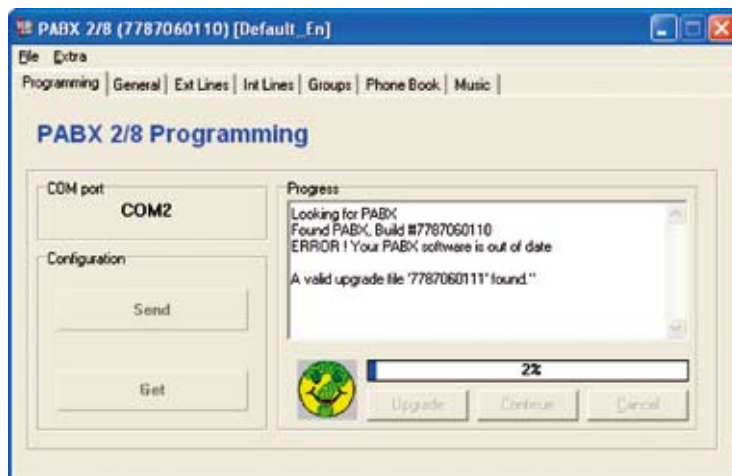 PABX 2/8 (7787060110) [Default_En]
File Extra
Programming General Ext Lines Int Lines Groups Phone Book Music
PABX 2/8 Programming
COM port
COM2
Configuration
Send
Get
Progress
Looking for PABX
Found PABX, Build #7787060110
ERROR ! Your PABX software is out of date
A valid upgrade file '7787060111' found."
2%
Upgrade Continue Cancel